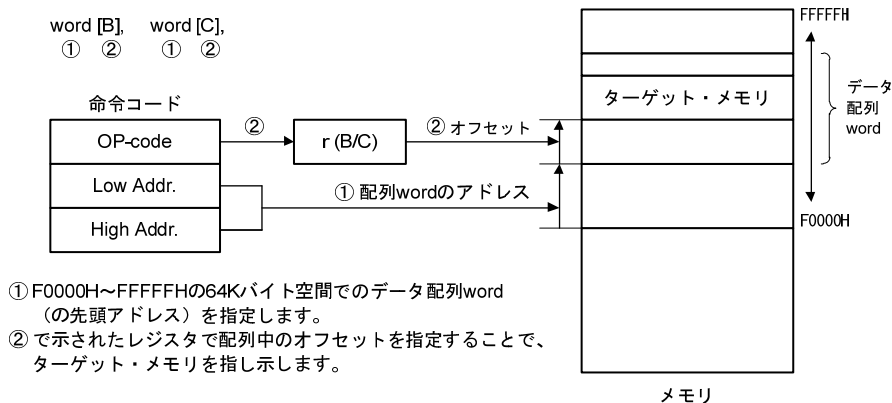 word [B],  word [C],
①  ②  ①  ②
命令コード
OP-code
Low Addr.
High Addr.
②
r (B/C)
② オフセット
① 配列wordのアドレス
FFFFFH
ターゲット・メモリ
データ
配列
word
F0000H
メモリ
① F0000H～FFFFFHの64Kバイト空間でのデータ配列word
（の先頭アドレス）を指定します。
② で示されたレジスタで配列中のオフセットを指定することで、
ターゲット・メモリを指し示します。